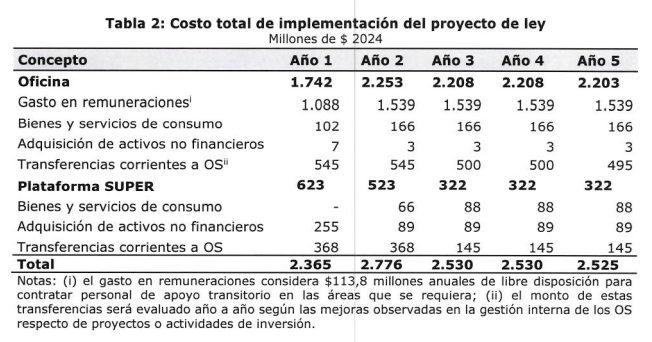 Tabla 2: Costo total de implementación del proyecto de ley
Millones de $ 2024
Concepto Año 1 Año 2 Año 3 Año 4 Año 5
Oficina 1.742 2.253 2.208 2.208 2.203
Gasto en remuneracionesⁱ 1.088 1.539 1.539 1.539 1.539
Bienes y servicios de consumo 102 166 166 166 166
Adquisición de activos no financieros 7 3 3 3 3
Transferencias corrientes a OSⁱⁱ 545 545 500 500 495
Plataforma SUPER 623 523 322 322 322
Bienes y servicios de consumo - 66 88 88 88
Adquisición de activos no financieros 255 89 89 89 89
Transferencias corrientes a OS 368 368 145 145 145
Total 2.365 2.776 2.530 2.530 2.525
Notas: (i) el gasto en remuneraciones considera $113,8 millones anuales de libre disposición para
contratar personal de apoyo transitorio en las áreas que se requiera; (ii) el monto de estas
transferencias será evaluado año a año según las mejoras observadas en la gestión interna de los OS
respecto de proyectos o actividades de inversión.